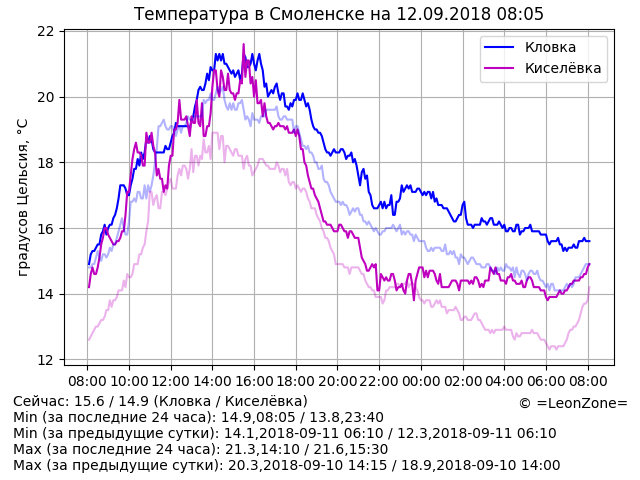 Температура в Смоленске на 12.09.2018 08:05
Кловка
Киселёвка
градусов Цельсия, °C
22
20
18
16
14
12
08:00 10:00 12:00 14:00 16:00 18:00 20:00 22:00 00:00 02:00 04:00 06:00 08:00
Сейчас: 15.6 / 14.9 (Кловка / Киселёвка)
© =LeonZone=
Min (за последние 24 часа): 14.9,08:05 / 13.8,23:40
Min (за предыдущие сутки): 14.1,2018-09-11 06:10 / 12.3,2018-09-11 06:10
Max (за последние 24 часа): 21.3,14:10 / 21.6,15:30
Max (за предыдущие сутки): 20.3,2018-09-10 14:15 / 18.9,2018-09-10 14:00